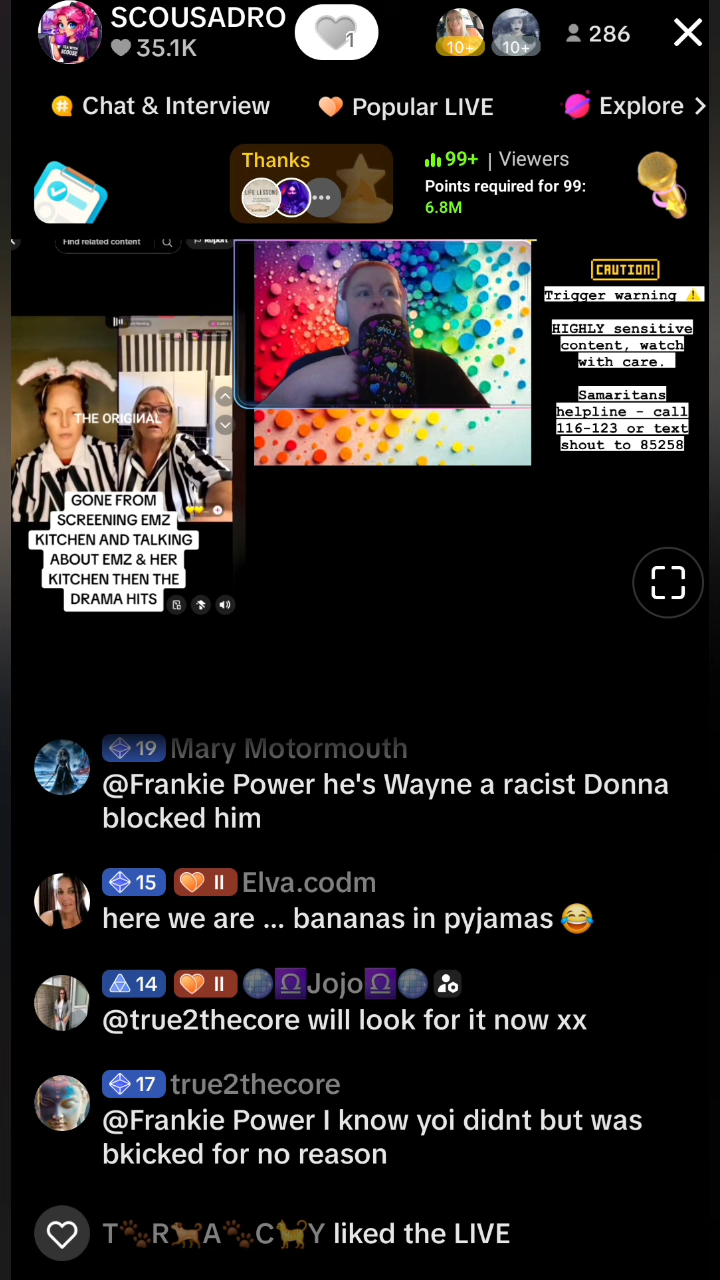 SCOUSADRO
35.1K
1
10+
10+
286
Chat & Interview
Popular LIVE
Explore
Thanks
LIFE LESSONS
99+ | Viewers
Points required for 99:
6.8M
Find related content
Report
THE ORIGINAL
GONE FROM
SCREENING EMZ
KITCHEN AND TALKING
ABOUT EMZ & HER
KITCHEN THEN THE
DRAMA HITS
CAUTION!
Trigger warning ⚠️
HIGHLY sensitive
content, watch
with care.
Samaritans
helpline - call
116-123 or text
shout to 85258
19 Mary Motormouth
@Frankie Power he's Wayne a racist Donna
blocked him
15 II Elva.codm
here we are ... bananas in pyjamas 😂
14 II 🪩♎Jojo♎🪩
@true2thecore will look for it now xx
17 true2thecore
@Frankie Power I know yoi didnt but was
bkicked for no reason
T🐾R🐕A🐾C🐈Y liked the LIVE